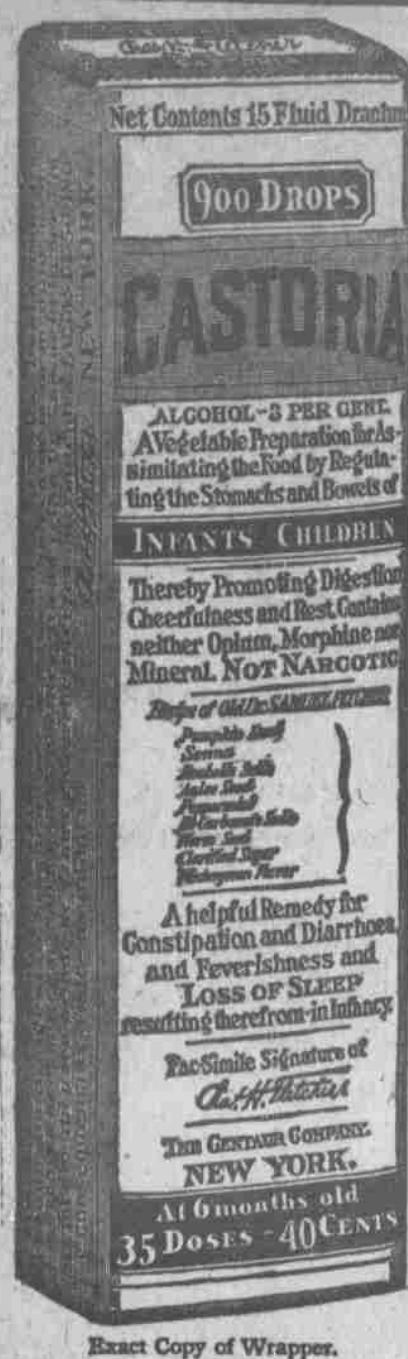 Net Contents 15 Fluid Drachms
900 DROPS
CASTORIA
ALCOHOL-3 PER CENT.
A Vegetable Preparation for As-
similating the Food by Regula-
ting the Stomachs and Bowels of
INFANTS CHILDREN
Thereby Promoting Digestion
Cheerfulness and Rest. Contains
neither Opium, Morphine nor
Mineral. NOT NARCOTIC
Recipe of Old Dr. SAMUEL PITCHER
Pumpkin Seed
Senna
Rochelle Salts
Anise Seed
Peppermint
Bi Carbonate Soda
Worm Seed
Clarified Sugar
Wintergreen Flavor
A helpful Remedy for
Constipation and Diarrhoea,
and Feverishness and
LOSS OF SLEEP
resulting therefrom-in Infancy.
Fac-Simile Signature of
Chas. H. Fletcher
THE CENTAUR COMPANY.
NEW YORK.
At 6 months old
35 DOSES - 40 CENTS
NEW YORK.
Exact Copy of Wrapper.